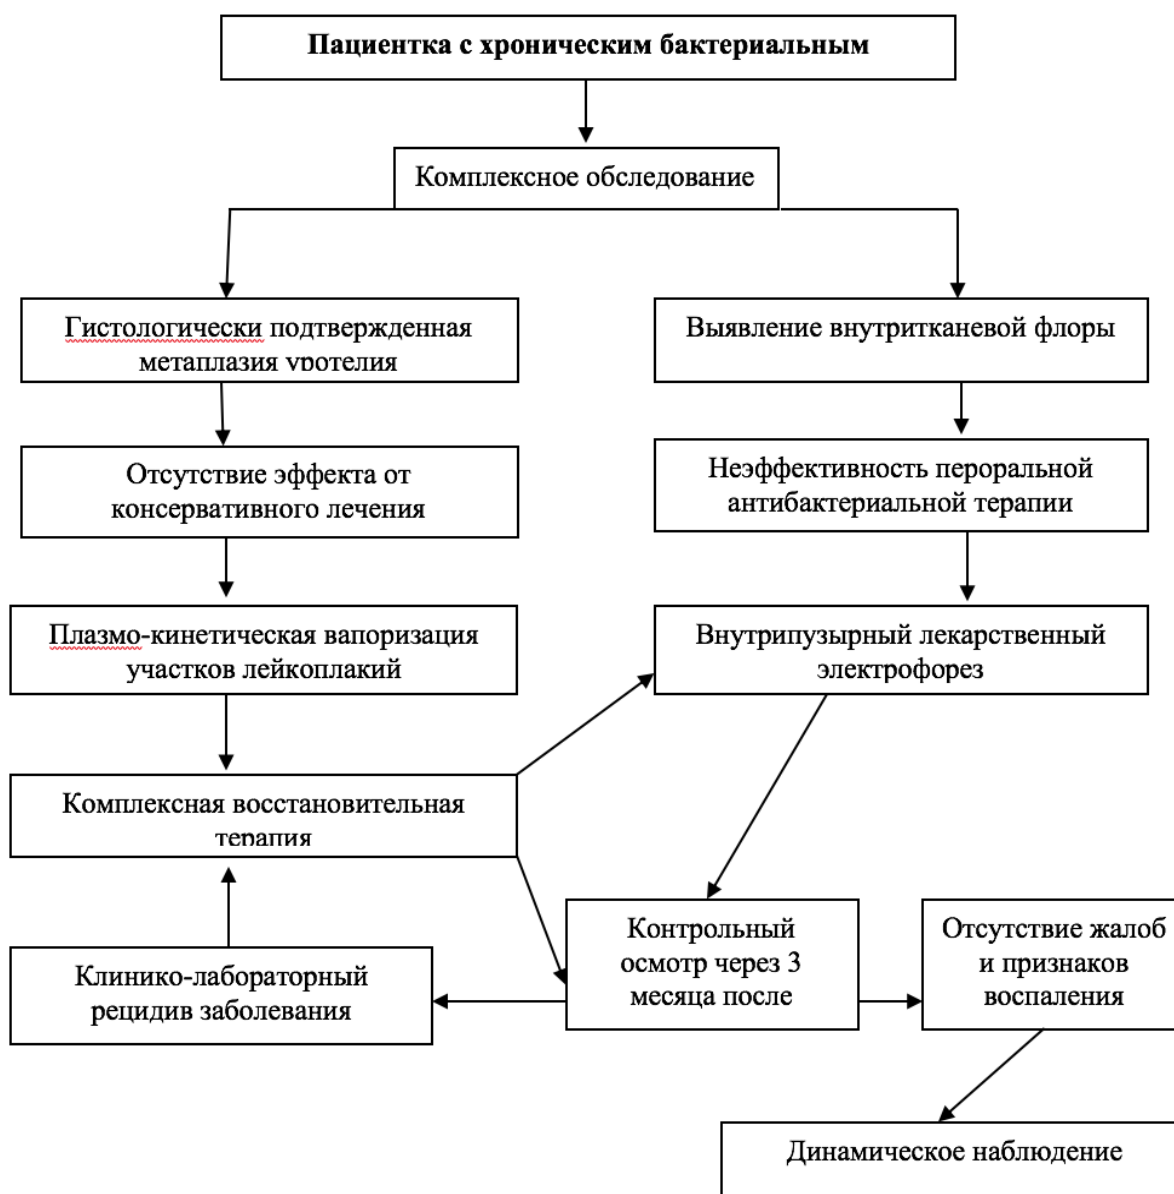 Пациентка с хроническим бактериальным
Комплексное обследование
Гистологически подтвержденная
метаплазия уротелия
Выявление внутритканевой флоры
Отсутствие эффекта от
консервативного лечения
Неэффективность пероральной
антибактериальной терапии
Плазмо-кинетическая вапоризация
участков лейкоплакий
Внутрипузырный лекарственный
электрофорез
Комплексная восстановительная
терапия
Клинико-лабораторный
рецидив заболевания
Контрольный
осмотр через 3
месяца после
Отсутствие жалоб
и признаков
воспаления
Динамическое наблюдение